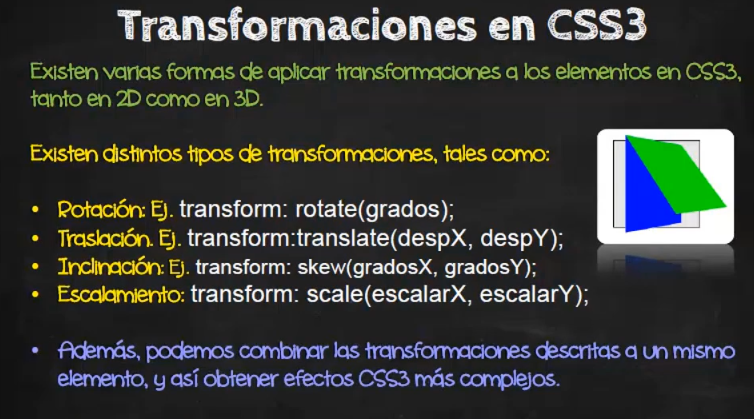 Transformaciones en CSS3
Existen varias formas de aplicar transformaciones a los elementos en CSS3,
tanto en 2D como en 3D.
Existen distintos tipos de transformaciones, tales como:
• Rotación: Ej. transform: rotate(grados);
• Traslación. Ej. transform:translate(despX, despY);
• Inclinación: Ej. transform: skew(gradosX, gradosY);
• Escalamiento: transform: scale(escalarX, escalarY);
• Además, podemos combinar las transformaciones descritas a un mismo
elemento, y así obtener efectos CSS3 más complejos.